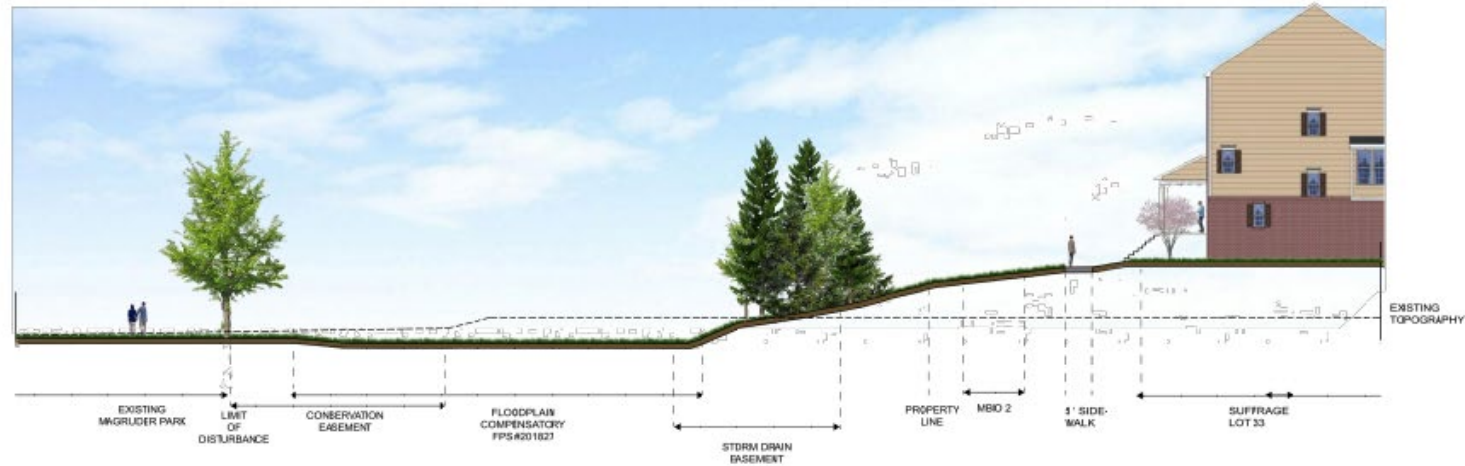 EXISTING
TOPOGRAPHY
EXISTING
MAGRUDER PARK
LIMIT
OF
DISTURBANCE
CONSERVATION
EASEMENT
FLOODPLAIN
COMPENSATORY
FPS#201827
STORM DRAIN
EASEMENT
PROPERTY
LINE
MBIO 2
5' SIDE-
WALK
SUFFRAGE
LOT 33